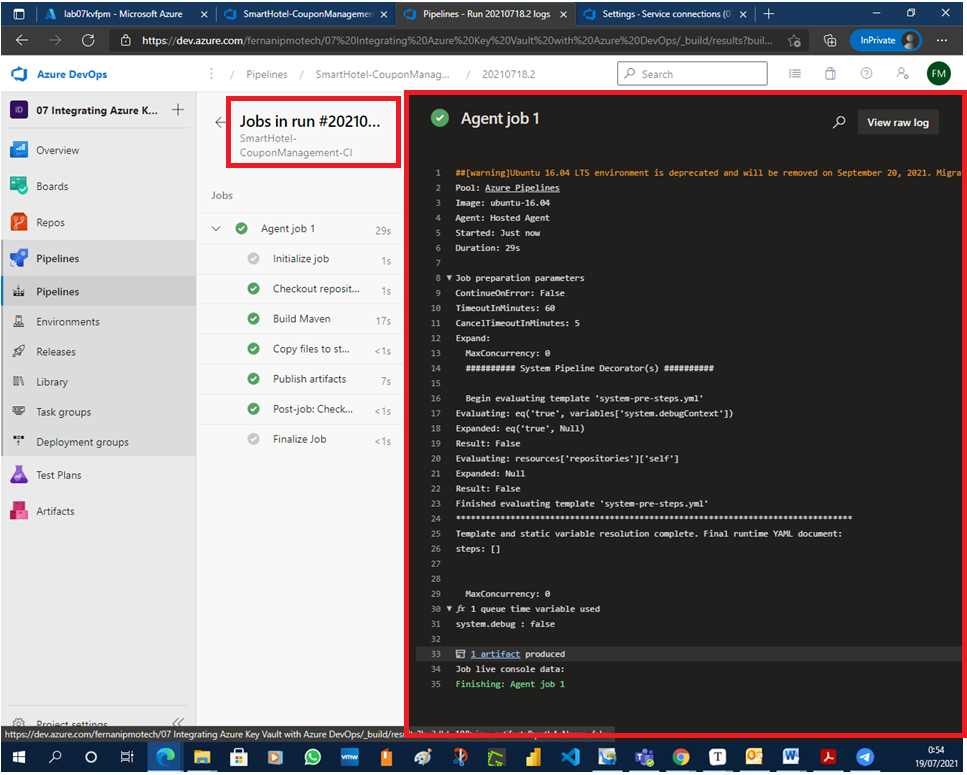 lab07kvfpm - Microsoft Azure
SmartHotel-CouponManagement-
Pipelines - Run 20210718.2 logs
Settings · Service connections (07
https://dev.azure.com/fernanipmotech/07%20Integrating%20Azure%20Key%20Vault%20with%20Azure%20DevOps/_build/results?buil...
InPrivate
Azure DevOps
/ Pipelines / SmartHotel-CouponManag... / 20210718.2
Search
FM
ID
07 Integrating Azure K...
Overview
Boards
Repos
Pipelines
Pipelines
Environments
Releases
Library
Task groups
Deployment groups
Test Plans
Artifacts
Project settings
Jobs in run #20210...
SmartHotel-
CouponManagement-CI
Jobs
Agent job 1 29s
Initialize job 1s
Checkout reposit... 1s
Build Maven 17s
Copy files to st... <1s
Publish artifacts 7s
Post-job: Check... <1s
Finalize Job <1s
Agent job 1
View raw log
1 ##[warning]Ubuntu 16.04 LTS environment is deprecated and will be removed on September 20, 2021. Migra
2 Pool: Azure Pipelines
3 Image: ubuntu-16.04
4 Agent: Hosted Agent
5 Started: Just now
6 Duration: 29s
7
8 Job preparation parameters
9 ContinueOnError: False
10 TimeoutInMinutes: 60
11 CancelTimeoutInMinutes: 5
12 Expand:
13 MaxConcurrency: 0
14 ########## System Pipeline Decorator(s) ##########
15
16 Begin evaluating template 'system-pre-steps.yml'
17 Evaluating: eq('true', variables['system.debugContext'])
18 Expanded: eq('true', Null)
19 Result: False
20 Evaluating: resources['repositories']['self']
21 Expanded: Null
22 Result: False
23 Finished evaluating template 'system-pre-steps.yml'
24 ********************************************************************************
25 Template and static variable resolution complete. Final runtime YAML document:
26 steps: []
27
28
29 MaxConcurrency: 0
30 fx 1 queue time variable used
31 system.debug : false
32
33 1 artifact produced
34 Job live console data:
35 Finishing: Agent job 1
https://dev.azure.com/fernanipmotech/07 Integrating Azure Key Vault with Azure DevOps/_build/res
vmw
0:54
19/07/2021